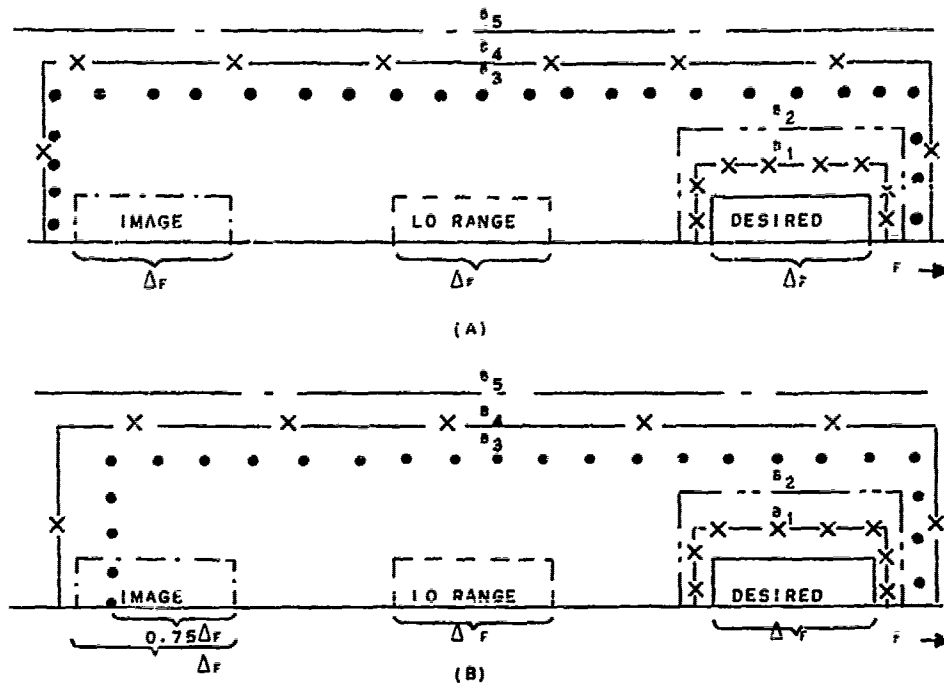 B5
B4
B3
B2
B1
IMAGE
LO RANGE
DESIRED
ΔF
ΔF
ΔF
F
(A)
B5
B4
B3
B2
B1
IMAGE
LO RANGE
DESIRED
0.75ΔF
ΔF
ΔF
ΔF
F
(B)